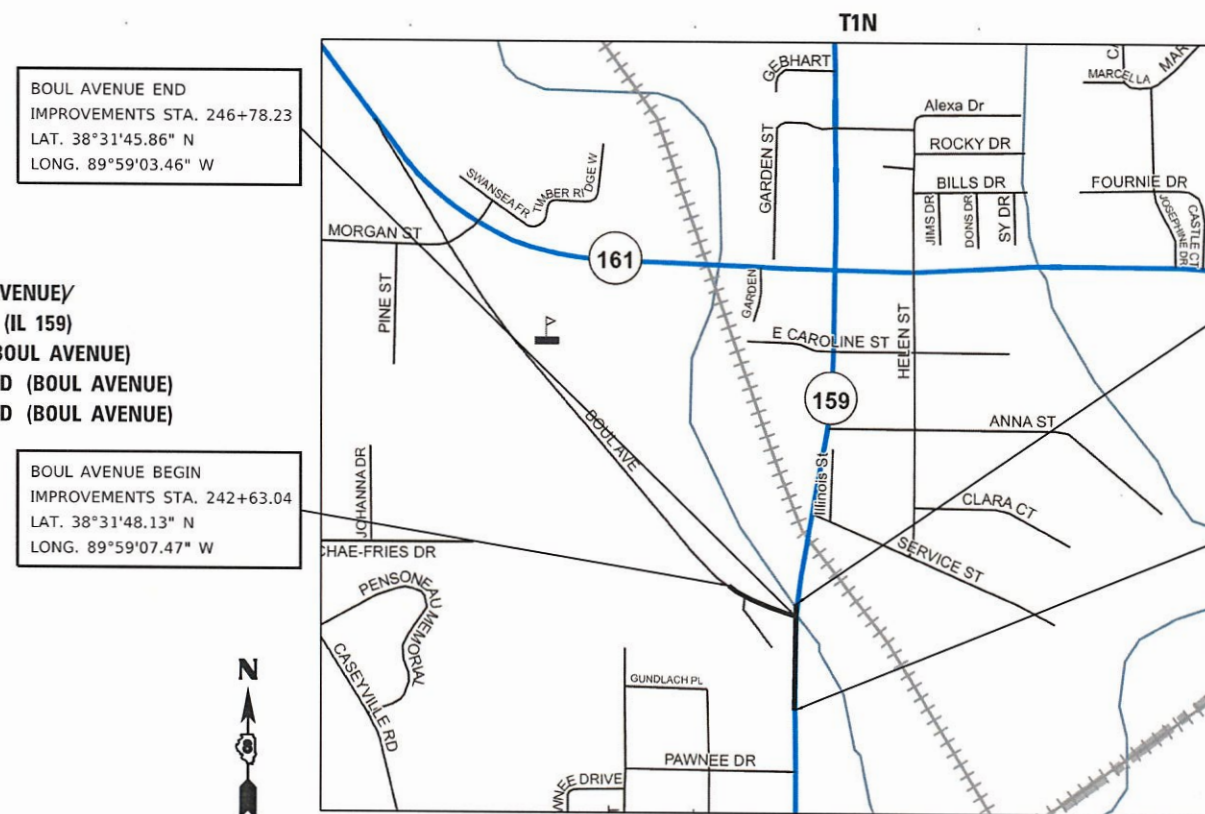 T1N
BOUL AVENUE END
IMPROVEMENTS STA. 246+78.23
LAT. 38°31'45.86" N
LONG. 89°59'03.46" W
AVENUE)/
(IL 159)
BOUL AVENUE)
D (BOUL AVENUE)
D (BOUL AVENUE)
BOUL AVENUE BEGIN
IMPROVEMENTS STA. 242+63.04
LAT. 38°31'48.13" N
LONG. 89°59'07.47" W
N
8
GEBHART
MARCELLA
MAR
CA
Alexa Dr
ROCKY DR
GARDEN ST
BILLS DR
FOURNIE DR
SWANSEA FR
TIMBER RIDGE W
JIMS DR
DONS DR
SY DR
JOSEPHINE DR
CASTLE CT
MORGAN ST
161
PINE ST
GARDEN
E CAROLINE ST
HELEN ST
159
BOUL AVE
ANNA ST
JOHANNA DR
Illinois St
CLARA CT
CHAE-FRIES DR
SERVICE ST
PENSONEAU MEMORIAL
CASEYVILLE RD
GUNDLACH PL
PAWNEE DR
WNEE DRIVE